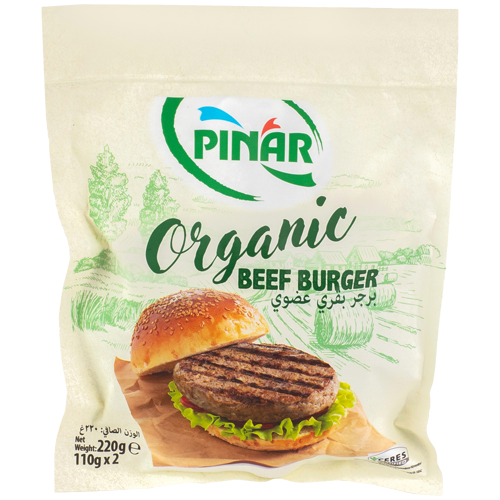 PINAR
Organic
BEEF BURGER
برجر بقري عضوي
الوزن الصافي: ٢٢٠ غ
Net
Weight: 220g e
110g x 2